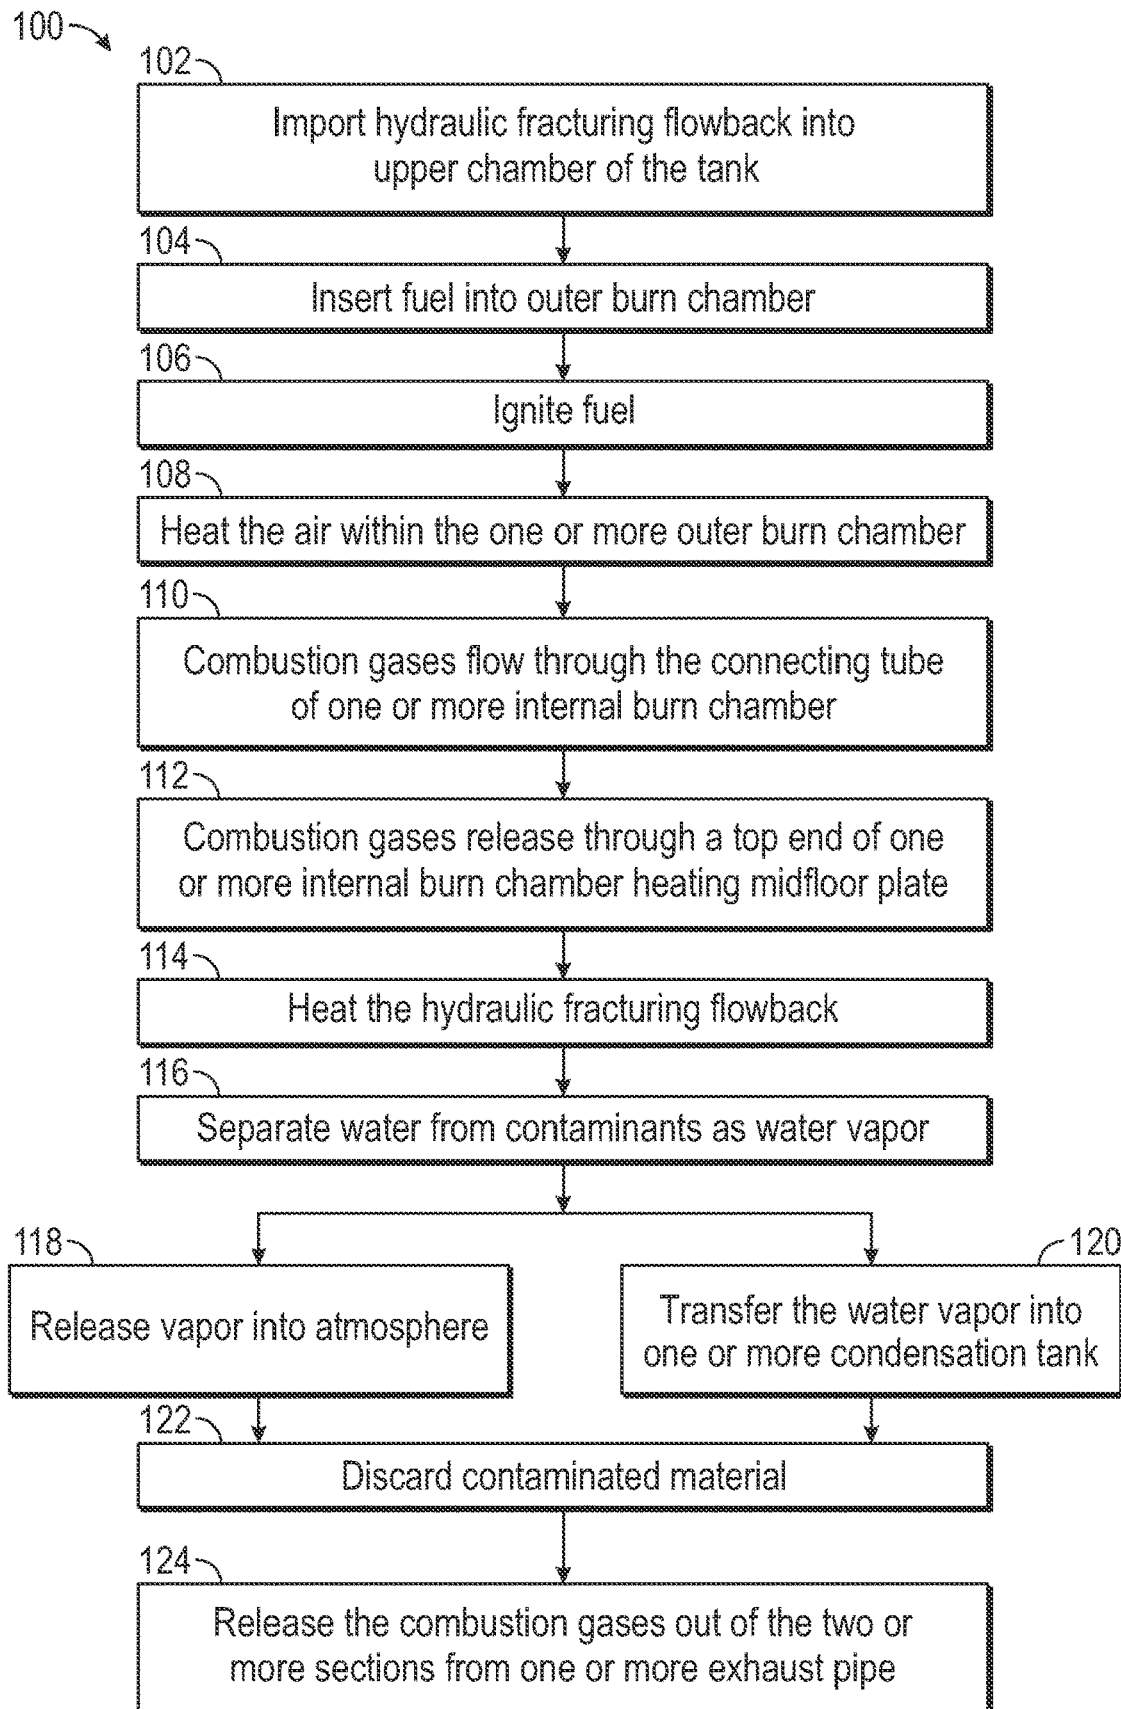 100
102
Import hydraulic fracturing flowback into
upper chamber of the tank
104
Insert fuel into outer burn chamber
106
Ignite fuel
108
Heat the air within the one or more outer burn chamber
110
Combustion gases flow through the connecting tube
of one or more internal burn chamber
112
Combustion gases release through a top end of one
or more internal burn chamber heating midfloor plate
114
Heat the hydraulic fracturing flowback
116
Separate water from contaminants as water vapor
118
Release vapor into atmosphere
120
Transfer the water vapor into
one or more condensation tank
122
Discard contaminated material
124
Release the combustion gases out of the two or
more sections from one or more exhaust pipe